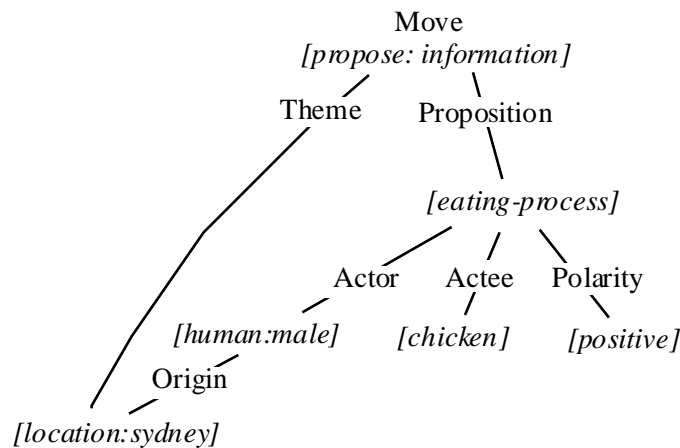 Move
[propose: information]
Theme Proposition
[eating-process]
Actor Actee Polarity
[human:male] [chicken] [positive]
Origin
[location:sydney]